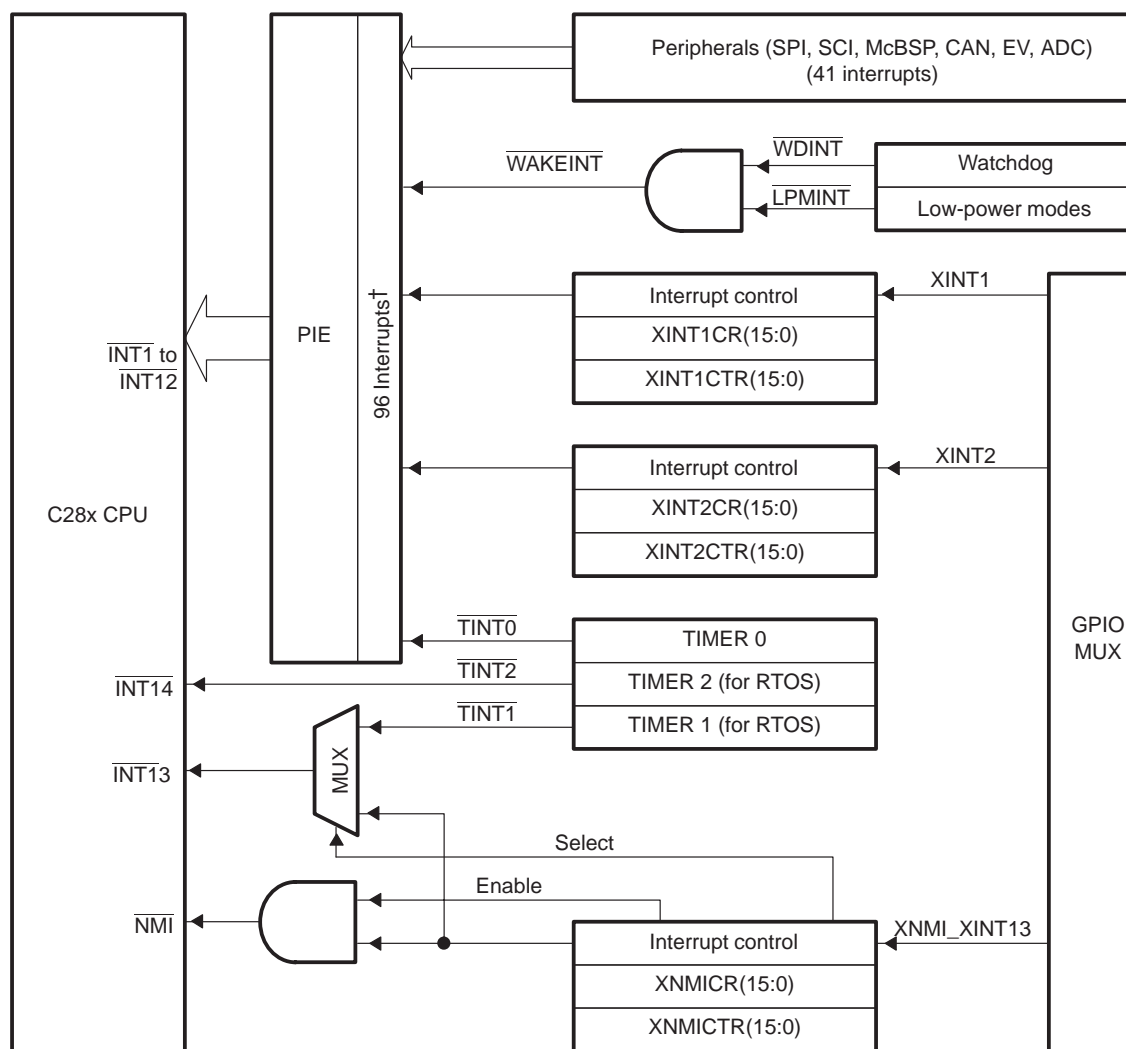 Peripherals (SPI, SCI, McBSP, CAN, EV, ADC)
(41 interrupts)
WDINT
Watchdog
WAKEINT
LPMINT
Low-power modes
XINT1
Interrupt control
96 Interrupts†
PIE
XINT1CR(15:0)
INT1 to
INT12
XINT1CTR(15:0)
XINT2
Interrupt control
C28x CPU
XINT2CR(15:0)
XINT2CTR(15:0)
TINT0
TIMER 0
GPIO
MUX
TINT2
INT14
TIMER 2 (for RTOS)
TINT1
TIMER 1 (for RTOS)
MUX
INT13
Select
Enable
NMI
XNMI_XINT13
Interrupt control
XNMICR(15:0)
XNMICTR(15:0)